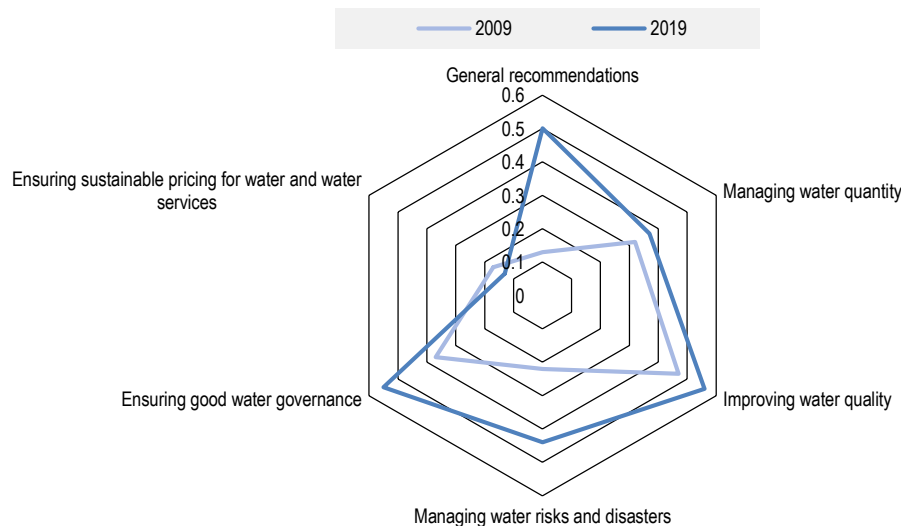 2009
2019
General recommendations
0.6
0.5
0.4
0.3
0.2
0.1
0
Ensuring sustainable pricing for water and water
services
Managing water quantity
Ensuring good water governance
Improving water quality
Managing water risks and disasters